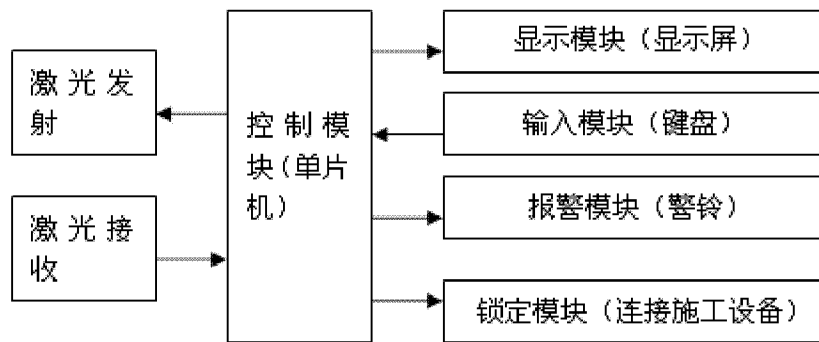 激光发
射
激光接
收
控制模
块(单片
机)
显示模块（显示屏）
输入模块（键盘）
报警模块（警铃）
锁定模块（连接施工设备）